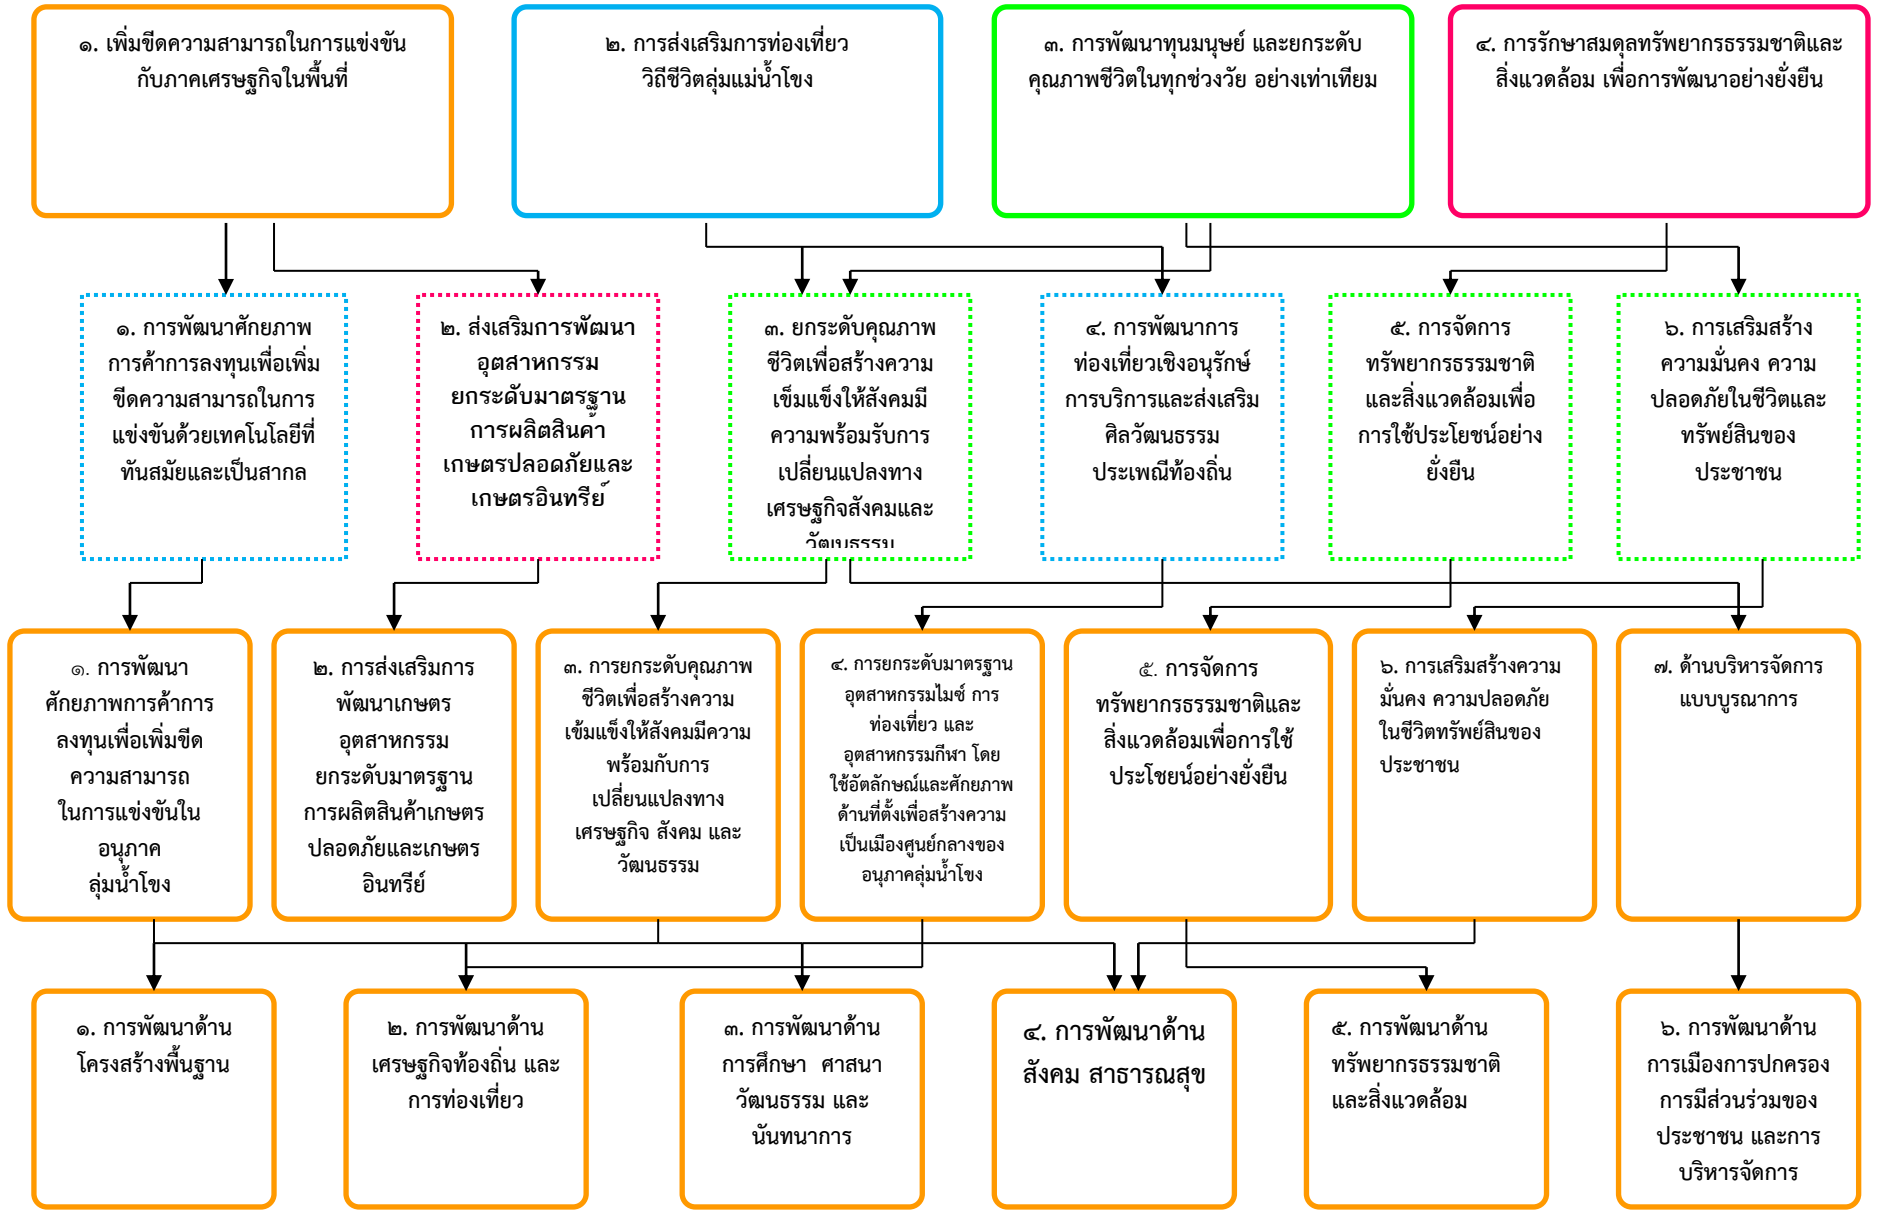 ๑. เพิ่มขีดความสามารถในการแข่งขัน
กับภาคเศรษฐกิจในพื้นที่
๒. การส่งเสริมการท่องเที่ยว
วิถีชีวิตลุ่มแม่น้ำโขง
๓. การพัฒนาทุนมนุษย์ และยกระดับ
คุณภาพชีวิตในทุกช่วงวัย อย่างเท่าเทียม
๔. การรักษาสมดุลทรัพยากรธรรมชาติและ
สิ่งแวดล้อม เพื่อการพัฒนาอย่างยั่งยืน
๑. การพัฒนาศักยภาพ
การค้าการลงทุนเพื่อเพิ่ม
ขีดความสามารถในการ
แข่งขันด้วยเทคโนโลยีที่
ทันสมัยและเป็นสากล
๒. ส่งเสริมการพัฒนา
อุตสาหกรรม
ยกระดับมาตรฐาน
การผลิตสินค้า
เกษตรปลอดภัยและ
เกษตรอินทรีย์
๓. ยกระดับคุณภาพ
ชีวิตเพื่อสร้างความ
เข็มแข็งให้สังคมมี
ความพร้อมรับการ
เปลี่ยนแปลงทาง
เศรษฐกิจสังคมและ
วัฒนธรรม
๔. การพัฒนาการ
ท่องเที่ยวเชิงอนุรักษ์
การบริการและส่งเสริม
ศิลวัฒนธรรม
ประเพณีท้องถิ่น
๕. การจัดการ
ทรัพยากรธรรมชาติ
และสิ่งแวดล้อมเพื่อ
การใช้ประโยชน์อย่าง
ยั่งยืน
๖. การเสริมสร้าง
ความมั่นคง ความ
ปลอดภัยในชีวิตและ
ทรัพย์สินของ
ประชาชน
๑. การพัฒนา
ศักยภาพการค้าการ
ลงทุนเพื่อเพิ่มขีด
ความสามารถ
ในการแข่งขันใน
อนุภาค
ลุ่มน้ำโขง
๒. การส่งเสริมการ
พัฒนาเกษตร
อุตสาหกรรม
ยกระดับมาตรฐาน
การผลิตสินค้าเกษตร
ปลอดภัยและเกษตร
อินทรีย์
๓. การยกระดับคุณภาพ
ชีวิตเพื่อสร้างความ
เข้มแข็งให้สังคมมีความ
พร้อมกับการ
เปลี่ยนแปลงทาง
เศรษฐกิจ สังคม และ
วัฒนธรรม
๔. การยกระดับมาตรฐาน
อุตสาหกรรมไมซ์ การ
ท่องเที่ยว และ
อุตสาหกรรมกีฬา โดย
ใช้อัตลักษณ์และศักยภาพ
ด้านที่ตั้งเพื่อสร้างความ
เป็นเมืองศูนย์กลางของ
อนุภาคลุ่มน้ำโขง
๕. การจัดการ
ทรัพยากรธรรมชาติและ
สิ่งแวดล้อมเพื่อการใช้
ประโชยน์อย่างยั่งยืน
๖. การเสริมสร้างความ
มั่นคง ความปลอดภัย
ในชีวิตทรัพย์สินของ
ประชาชน
๗. ด้านบริหารจัดการ
แบบบูรณาการ
๑. การพัฒนาด้าน
โครงสร้างพื้นฐาน
๒. การพัฒนาด้าน
เศรษฐกิจท้องถิ่น และ
การท่องเที่ยว
๓. การพัฒนาด้าน
การศึกษา ศาสนา
วัฒนธรรม และ
นันทนาการ
๔. การพัฒนาด้าน
สังคม สาธารณสุข
๕. การพัฒนาด้าน
ทรัพยากรธรรมชาติ
และสิ่งแวดล้อม
๖. การพัฒนาด้าน
การเมืองการปกครอง
การมีส่วนร่วมของ
ประชาชน และการ
บริหารจัดการ